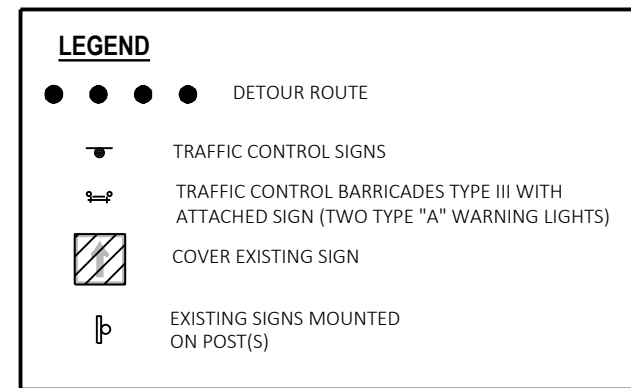 LEGEND
DETOUR ROUTE
TRAFFIC CONTROL SIGNS
TRAFFIC CONTROL BARRICADES TYPE III WITH
ATTACHED SIGN (TWO TYPE "A" WARNING LIGHTS)
COVER EXISTING SIGN
EXISTING SIGNS MOUNTED
ON POST(S)